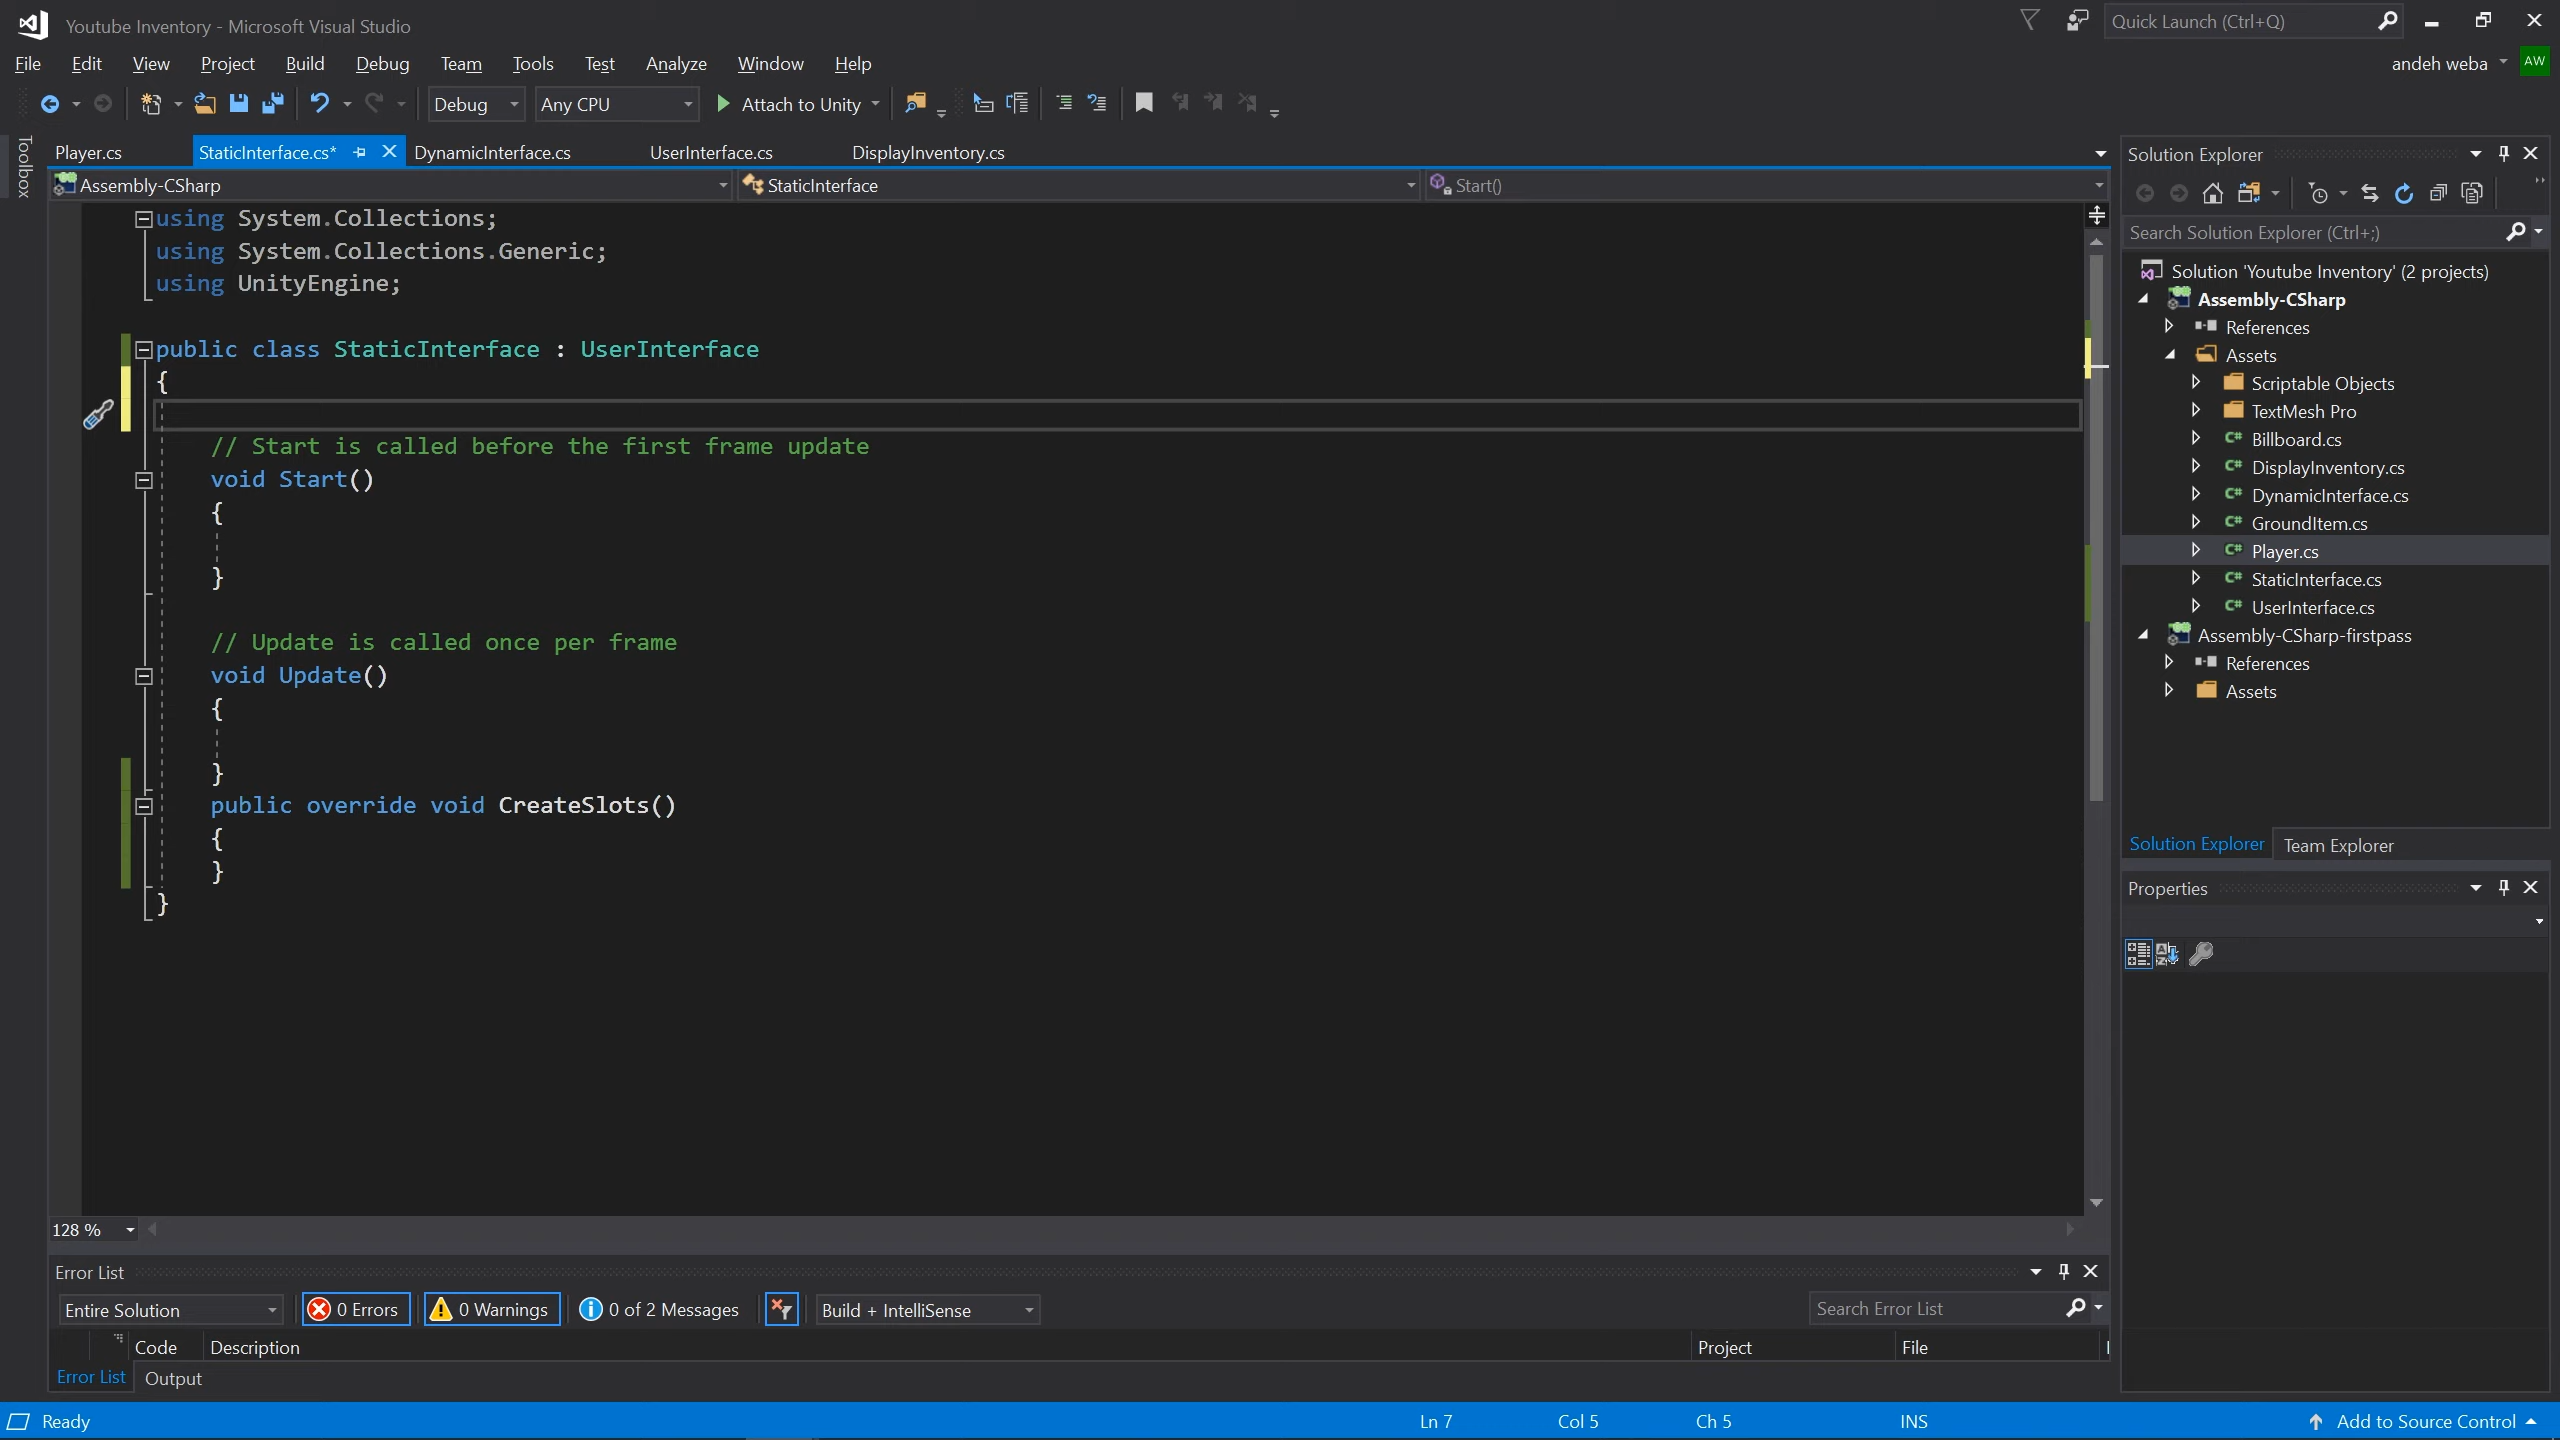 Youtube Inventory - Microsoft Visual Studio
Quick Launch (Ctrl+Q)
File Edit View Project Build Debug Team Tools Test Analyze Window Help
andeh weba AW
Debug Any CPU Attach to Unity
Toolbox
Player.cs StaticInterface.cs* DynamicInterface.cs UserInterface.cs DisplayInventory.cs
Assembly-CSharp StaticInterface Start()
using System.Collections;
using System.Collections.Generic;
using UnityEngine;
public class StaticInterface : UserInterface
{
// Start is called before the first frame update
void Start()
{
}
// Update is called once per frame
void Update()
{
}
public override void CreateSlots()
{
}
}
128 %
Solution Explorer
Search Solution Explorer (Ctrl+;)
Solution 'Youtube Inventory' (2 projects)
Assembly-CSharp
References
Assets
Scriptable Objects
TextMesh Pro
C# Billboard.cs
C# DisplayInventory.cs
C# DynamicInterface.cs
C# GroundItem.cs
C# Player.cs
C# StaticInterface.cs
C# UserInterface.cs
Assembly-CSharp-firstpass
References
Assets
Solution Explorer Team Explorer
Properties
Error List
Entire Solution 0 Errors 0 Warnings 0 of 2 Messages Build + IntelliSense Search Error List
Code Description Project File
Error List Output
Ready Ln 7 Col 5 Ch 5 INS Add to Source Control